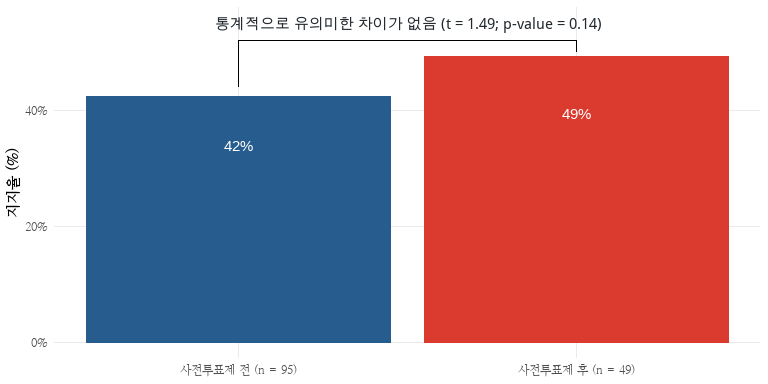 통계적으로 유의미한 차이가 없음 (t = 1.49; p-value = 0.14)
지지율 (%)
40%
20%
0%
42%
49%
사전투표제 전 (n = 95)
사전투표제 후 (n = 49)